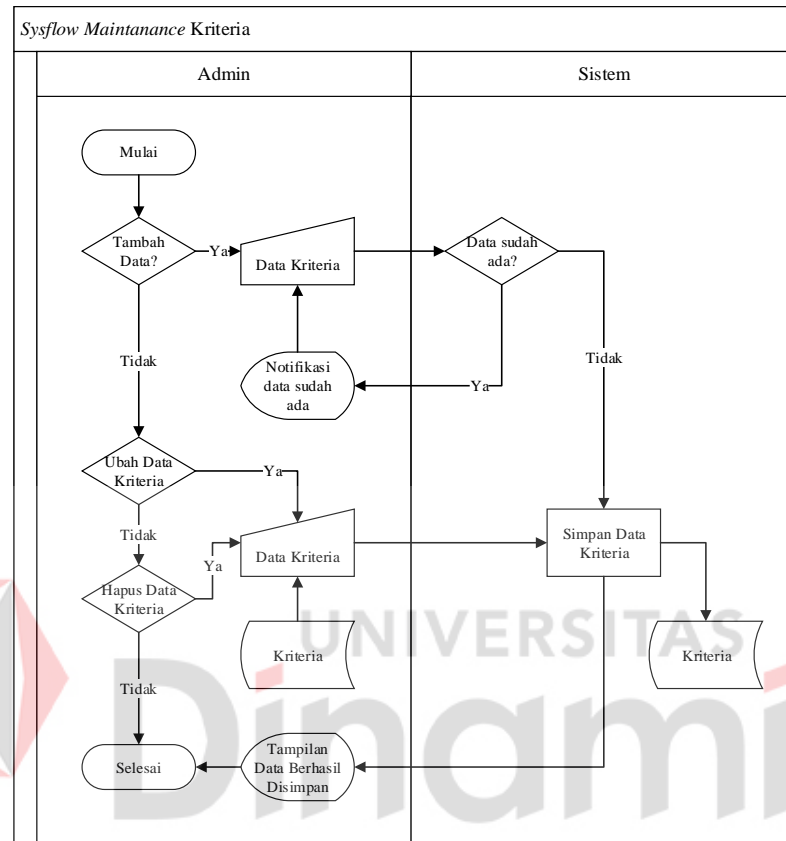 Sysflow Maintanance Kriteria
Admin
Sistem
Mulai
Tambah
Data?
Ya
Data Kriteria
Data sudah
ada?
Tidak
Notifikasi
data sudah
ada
Ya
Tidak
Ubah Data
Kriteria
Ya
Tidak
Ya
Data Kriteria
Simpan Data
Kriteria
Hapus Data
Kriteria
Kriteria
Kriteria
Tidak
Selesai
Tampilan
Data Berhasil
Disimpan
UNIVERSITAS
Dinami